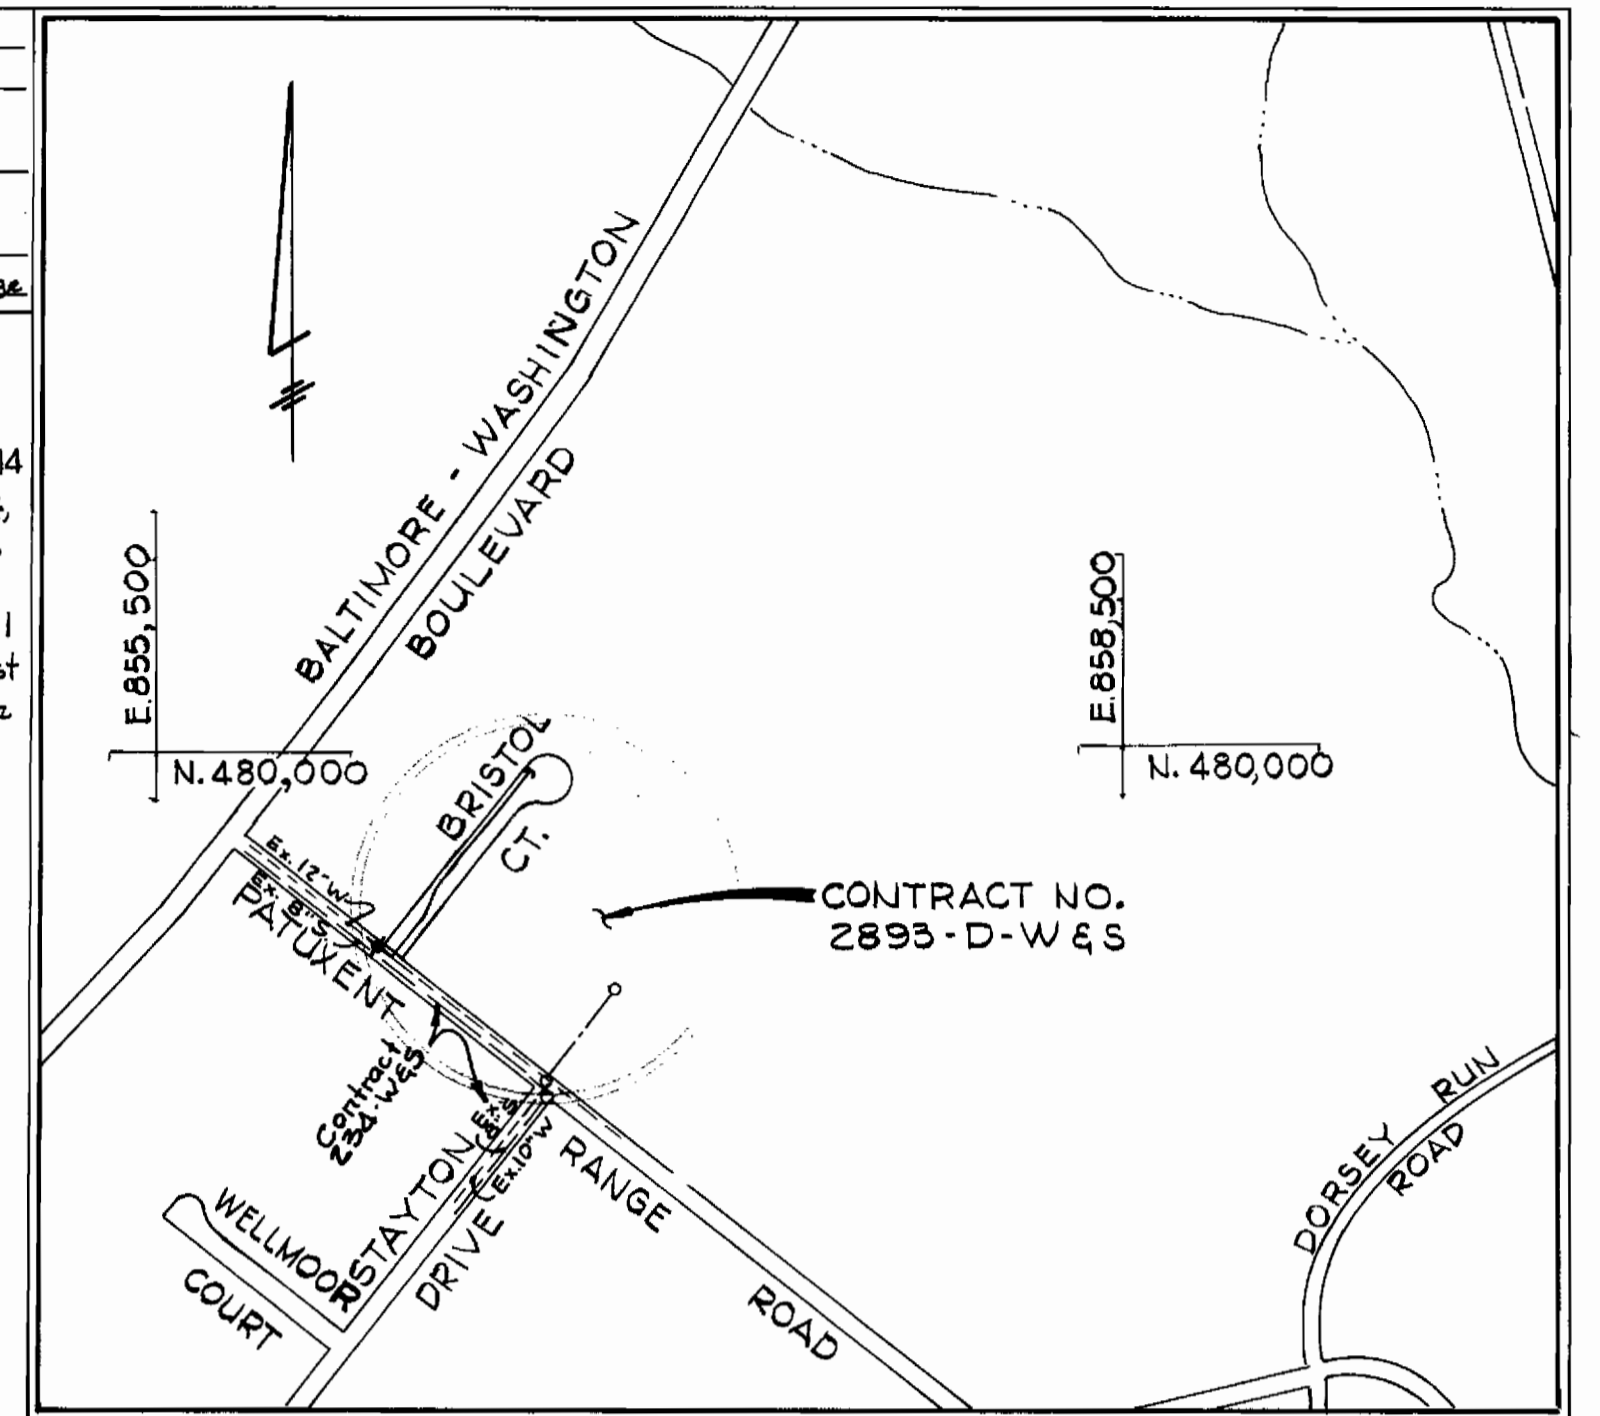 BALTIMORE - WASHINGTON
BOULEVARD
E.855,500
N. 480,000
E.858,500
N. 480,000
BRISTOL
CT.
Ex. 12"W
Ex. 8"S
PATUXENT
RANGE
ROAD
CONTRACT NO.
2893-D-W&S
Contract
234-W&S
Ex.
8"S
Ex.10"W
STAYTON
DRIVE
WELLMOOR
COURT
DORSEY RUN
ROAD
14